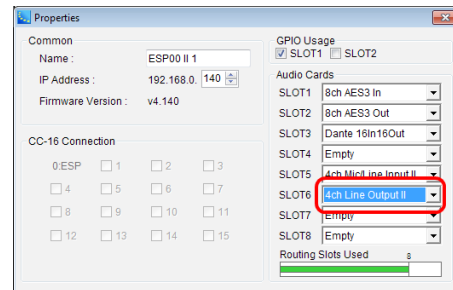 Properties
Common
Name : ESP00 II 1
IP Address : 192.168.0. 140
Firmware Version : v4.140
CC-16 Connection
0:ESP 1 2 3
4 5 6 7
8 9 10 11
12 13 14 15
GPIO Usage
SLOT1 SLOT2
Audio Cards
SLOT1 8ch AES3 In
SLOT2 8ch AES3 Out
SLOT3 Dante 16In16Out
SLOT4 Empty
SLOT5 4ch Mic/Line Input II
SLOT6 4ch Line Output II
SLOT7 Empty
SLOT8 Empty
Routing Slots Used 8